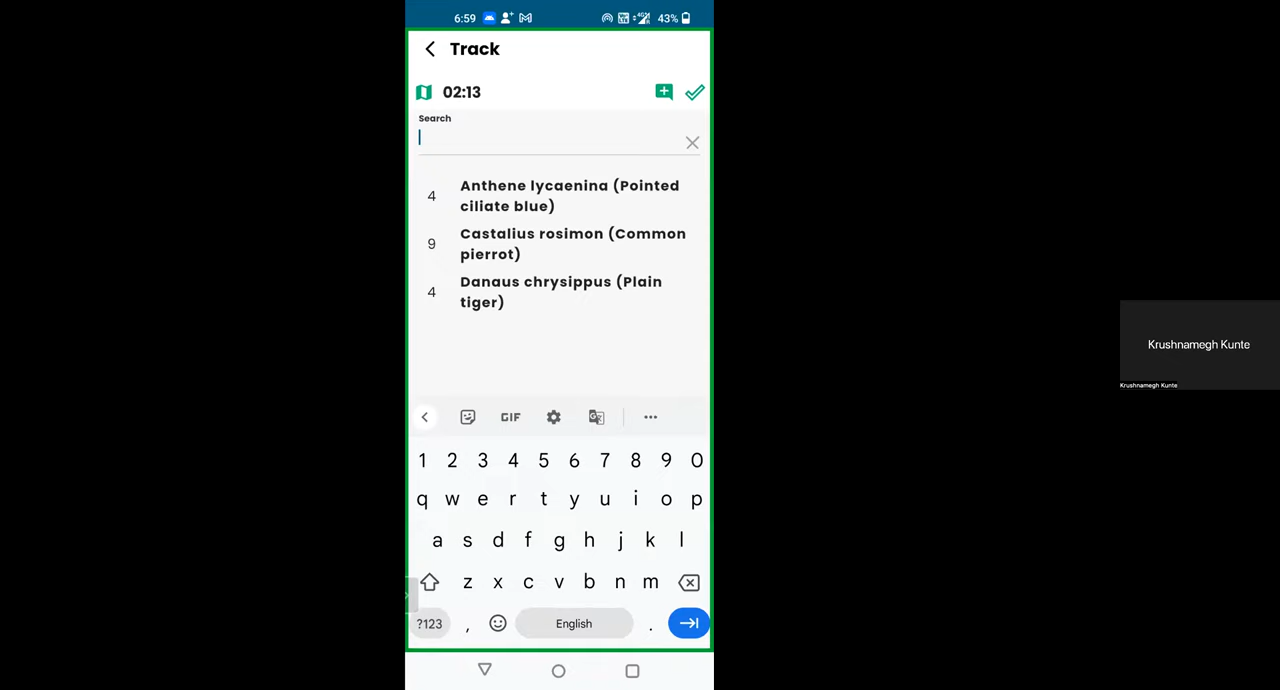 6:59
43%
Track
02:13
Search
4 Anthene lycaenina (Pointed
ciliate blue)
9 Castalius rosimon (Common
pierrot)
4 Danaus chrysippus (Plain
tiger)
GIF
1 2 3 4 5 6 7 8 9 0
q w e r t y u i o p
a s d f g h j k l
z x c v b n m
?123 , English .
Krushnamegh Kunte
Krushnamegh Kunte